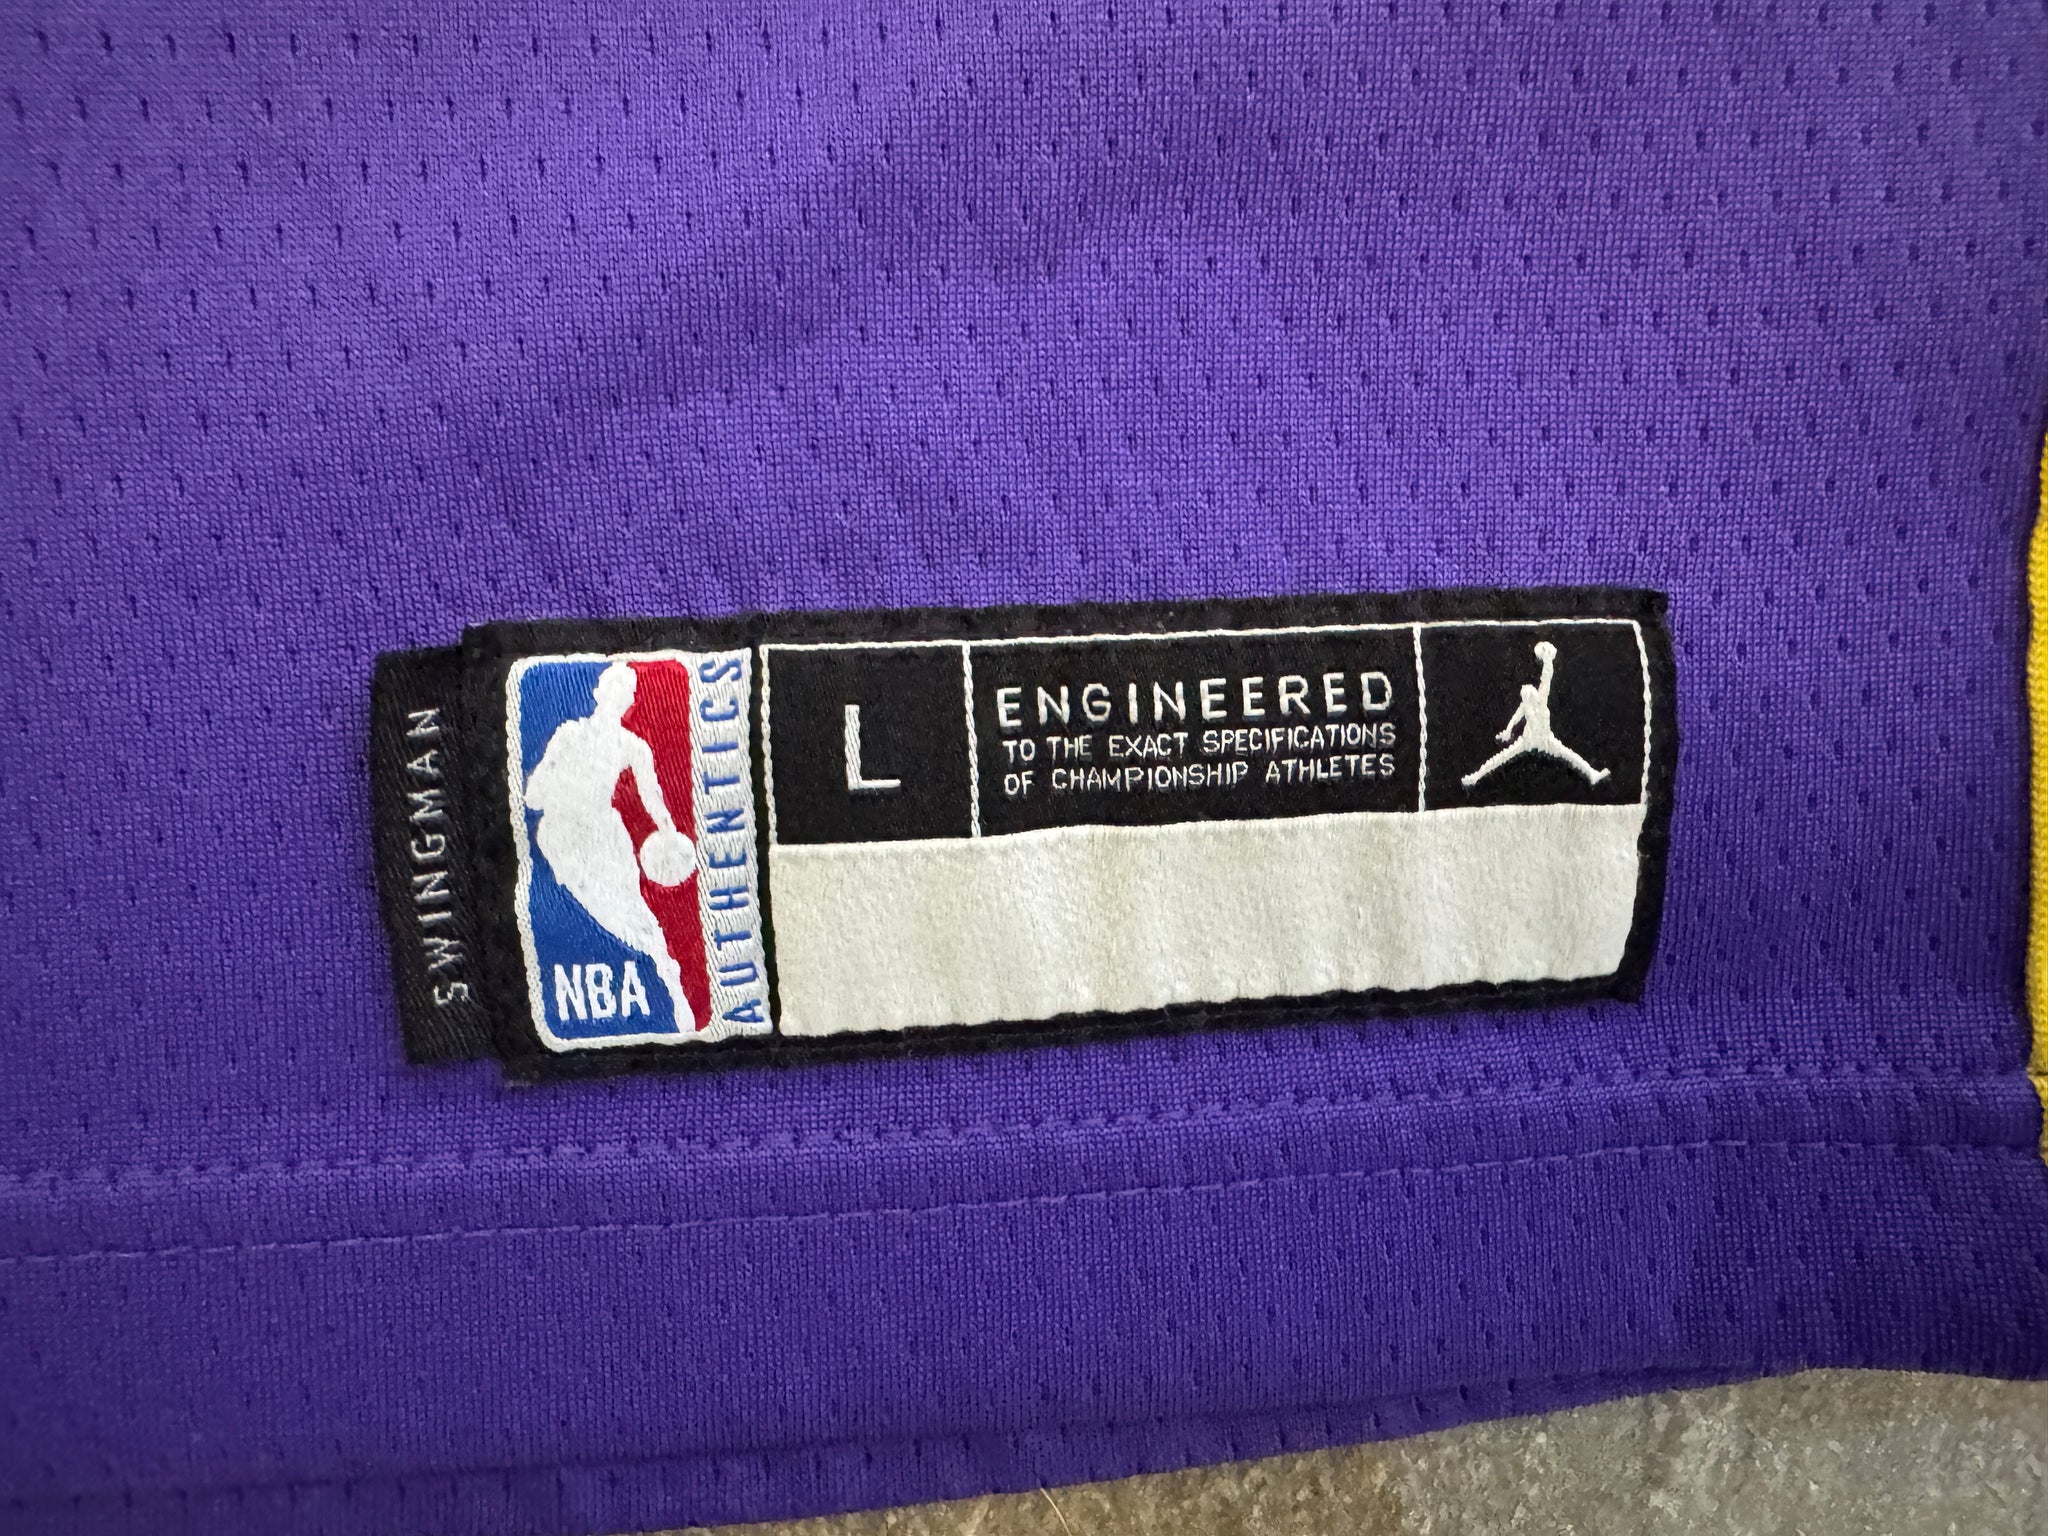 SWINGMAN
NBA
AUTHENTICS
L
ENGINEERED
TO THE EXACT SPECIFICATIONS
OF CHAMPIONSHIP ATHLETES